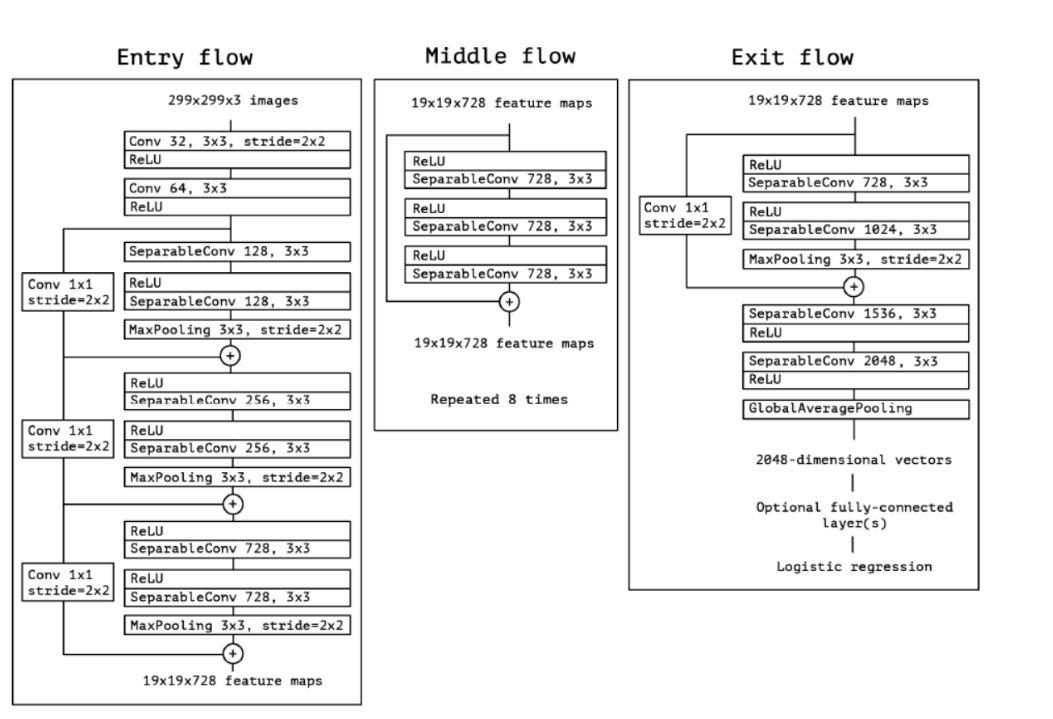 Entry flow
299x299x3 images
Conv 32, 3x3, stride=2x2
ReLU
Conv 64, 3x3
ReLU
SeparableConv 128, 3x3
Conv 1x1
stride=2x2
ReLU
SeparableConv 128, 3x3
MaxPooling 3x3, stride=2x2
+
ReLU
SeparableConv 256, 3x3
Conv 1x1
stride=2x2
ReLU
SeparableConv 256, 3x3
MaxPooling 3x3, stride=2x2
+
ReLU
SeparableConv 728, 3x3
Conv 1x1
stride=2x2
ReLU
SeparableConv 728, 3x3
MaxPooling 3x3, stride=2x2
+
19x19x728 feature maps
Middle flow
19x19x728 feature maps
ReLU
SeparableConv 728, 3x3
ReLU
SeparableConv 728, 3x3
ReLU
SeparableConv 728, 3x3
+
19x19x728 feature maps
Repeated 8 times
Exit flow
19x19x728 feature maps
ReLU
SeparableConv 728, 3x3
Conv 1x1
stride=2x2
ReLU
SeparableConv 1024, 3x3
MaxPooling 3x3, stride=2x2
+
SeparableConv 1536, 3x3
ReLU
SeparableConv 2048, 3x3
ReLU
GlobalAveragePooling
2048-dimensional vectors
Optional fully-connected
layer(s)
Logistic regression